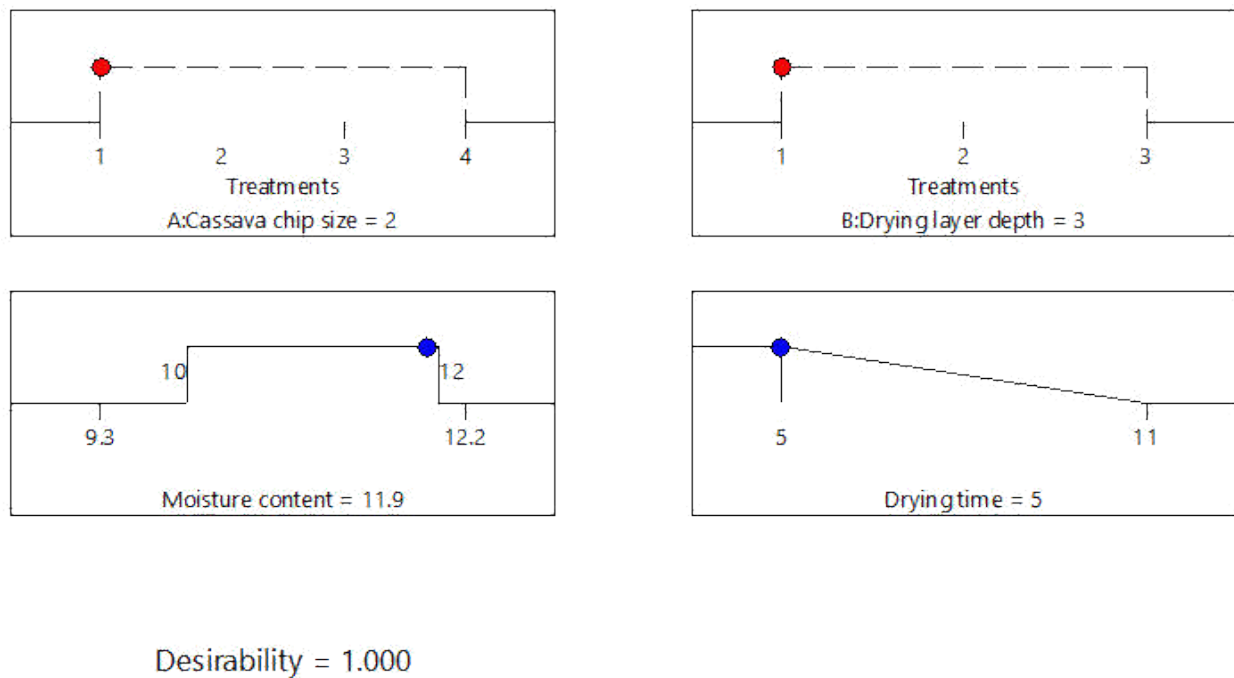 1 2 3 4
Treatments
A:Cassava chip size = 2
1 2 3
Treatments
B:Drying layer depth = 3
10 12
9.3 12.2
Moisture content = 11.9
5 11
Drying time = 5
Desirability = 1.000